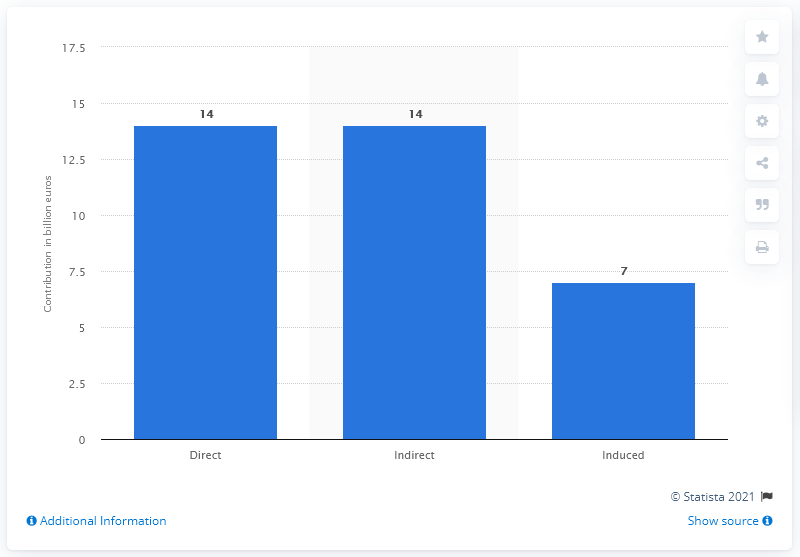 17.5
15
12.5
10
7.5
5
2.5
0
Contribution in billion euros
14
14
7
Direct
Indirect
Induced
© Statista 2021
Additional Information
Show source